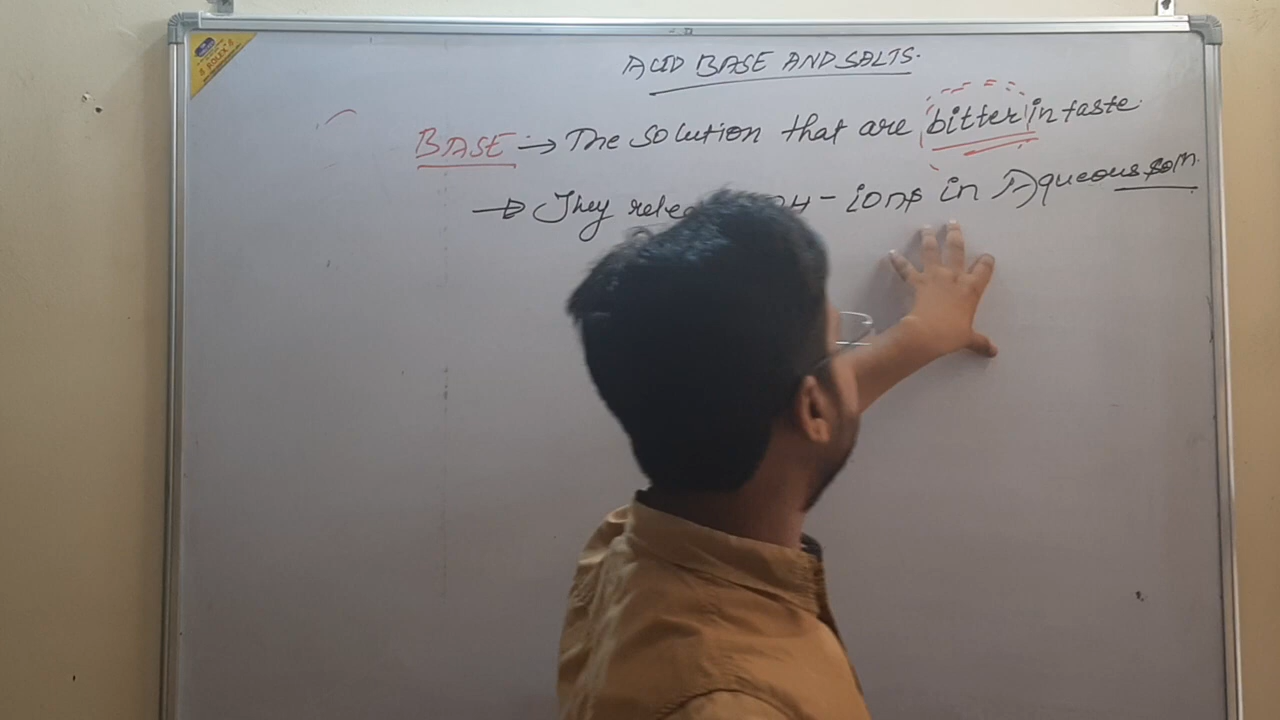 ACID BASE AND SALTS.
BASE :→ The solution that are bitter in taste.
→ They rele OH- ions in Aqueous soln.
ROLEX